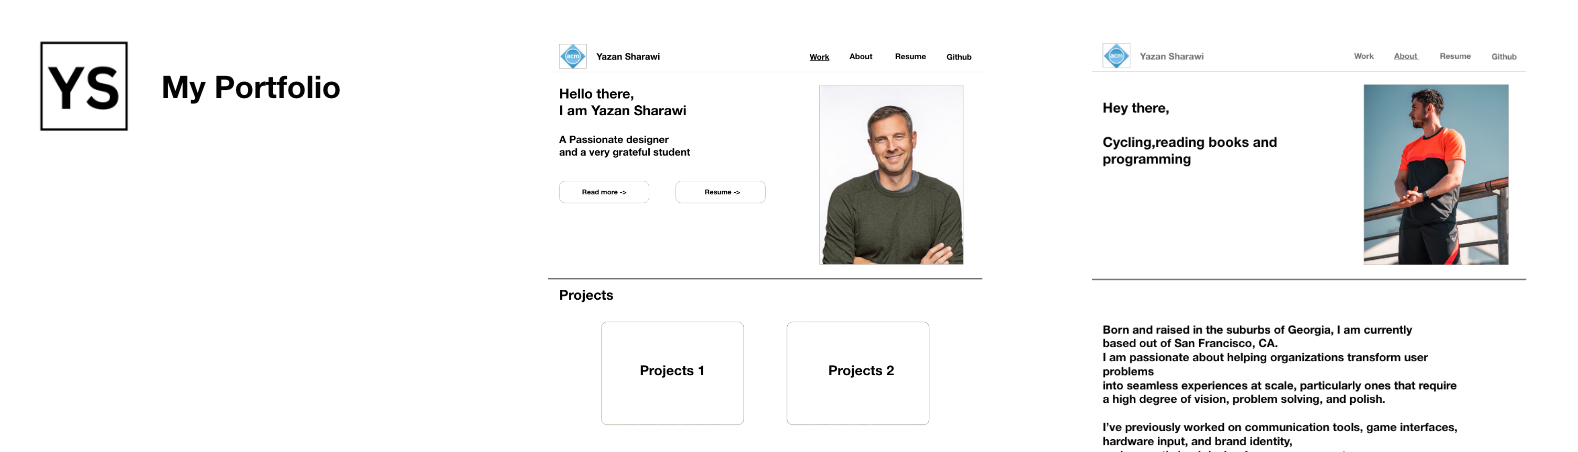 YS
My Portfolio
acm
Yazan Sharawi
Work
About
Resume
Github
Hello there,
I am Yazan Sharawi
A Passionate designer
and a very grateful student
Read more ->
Resume ->
Projects
Projects 1
Projects 2
acm
Yazan Sharawi
Work
About
Resume
Github
Hey there,
Cycling,reading books and
programming
Born and raised in the suburbs of Georgia, I am currently
based out of San Francisco, CA.
I am passionate about helping organizations transform user
problems
into seamless experiences at scale, particularly ones that require
a high degree of vision, problem solving, and polish.
I've previously worked on communication tools, game interfaces,
hardware input, and brand identity,